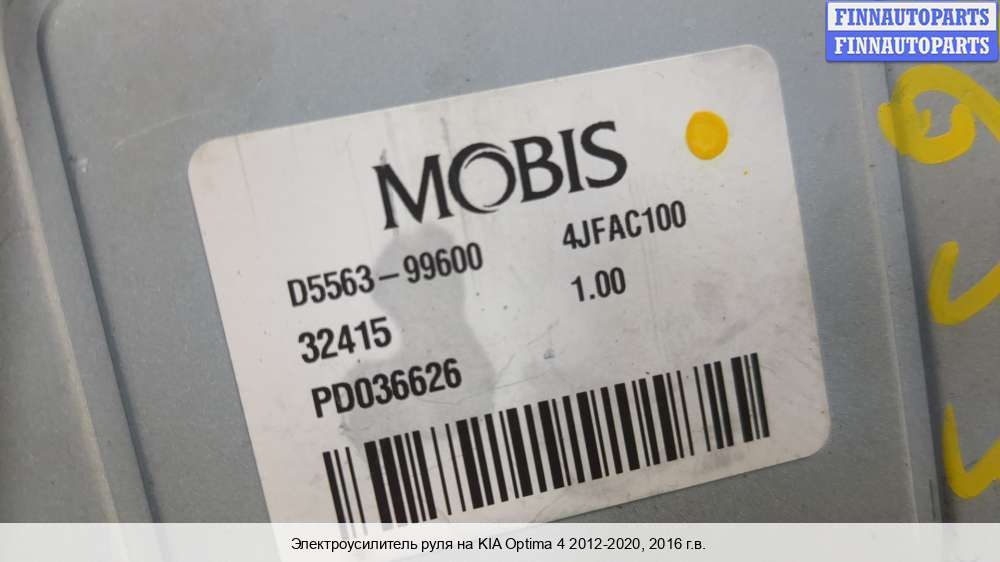 FINNAUTOPARTS
FINNAUTOPARTS
MOBIS
D5563-99600 4JFAC100
32415 1.00
PD036626
Электроусилитель руля на KIA Optima 4 2012-2020, 2016 г.в.